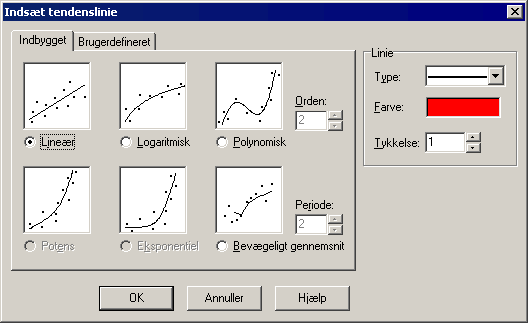 Indsæt tendenslinie
Indbygget
Brugerdefineret
Lineær
Logaritmisk
Polynomisk
Orden:
2
Potens
Eksponentiel
Bevægeligt gennemsnit
Periode:
2
Linie
Type:
Farve:
Tykkelse:
1
OK
Annuller
Hjælp